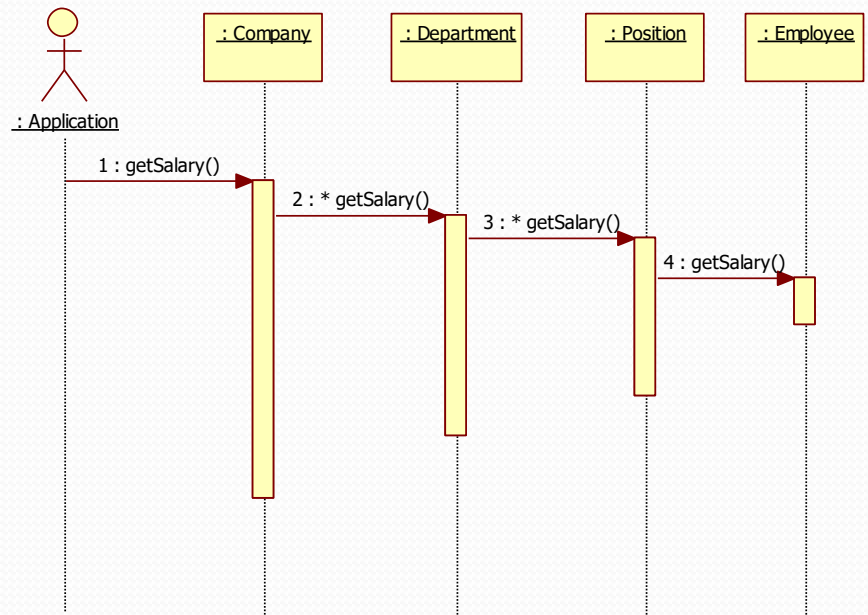 : Company
: Department
: Position
: Employee
: Application
1 : getSalary()
2 : * getSalary()
3 : * getSalary()
4 : getSalary()